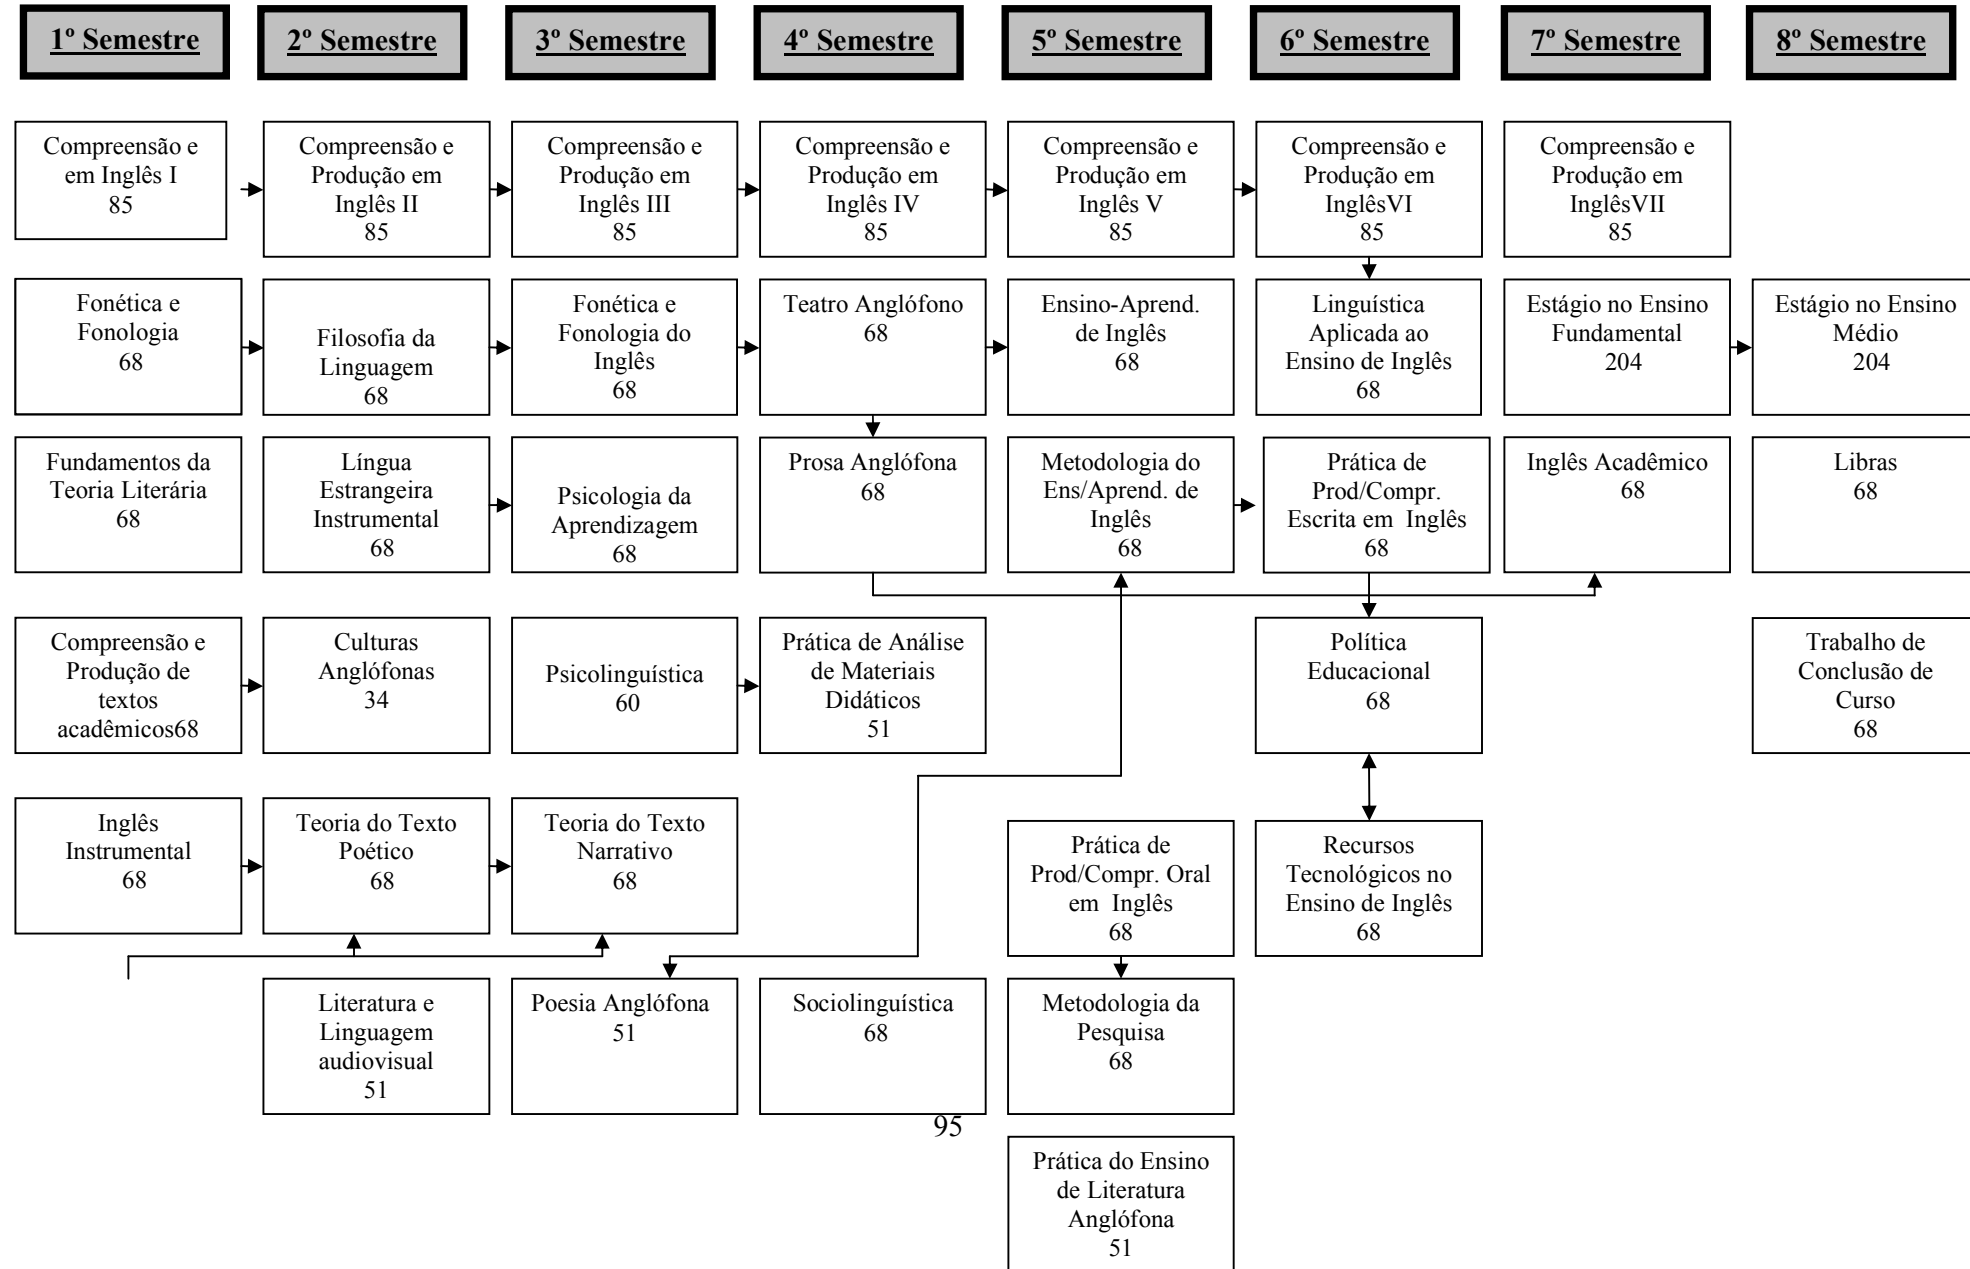 1º Semestre
2º Semestre
3º Semestre
4º Semestre
5º Semestre
6º Semestre
7º Semestre
8º Semestre
Compreensão e
em Inglês I
85
Compreensão e
Produção em
Inglês II
85
Compreensão e
Produção em
Inglês III
85
Compreensão e
Produção em
Inglês IV
85
Compreensão e
Produção em
Inglês V
85
Compreensão e
Produção em
InglêsVI
85
Compreensão e
Produção em
InglêsVII
85
Fonética e
Fonologia
68
Filosofia da
Linguagem
68
Fonética e
Fonologia do
Inglês
68
Teatro Anglófono
68
Ensino-Aprend.
de Inglês
68
Linguística
Aplicada ao
Ensino de Inglês
68
Estágio no Ensino
Fundamental
204
Estágio no Ensino
Médio
204
Fundamentos da
Teoria Literária
68
Língua
Estrangeira
Instrumental
68
Psicologia da
Aprendizagem
68
Prosa Anglófona
68
Metodologia do
Ens/Aprend. de
Inglês
68
Prática de
Prod/Compr.
Escrita em Inglês
68
Inglês Acadêmico
68
Libras
68
Compreensão e
Produção de
textos
acadêmicos68
Culturas
Anglófonas
34
Psicolinguística
60
Prática de Análise
de Materiais
Didáticos
51
Política
Educacional
68
Trabalho de
Conclusão de
Curso
68
Inglês
Instrumental
68
Teoria do Texto
Poético
68
Teoria do Texto
Narrativo
68
Prática de
Prod/Compr. Oral
em Inglês
68
Recursos
Tecnológicos no
Ensino de Inglês
68
Literatura e
Linguagem
audiovisual
51
Poesia Anglófona
51
Sociolinguística
68
Metodologia da
Pesquisa
68
95
Prática do Ensino
de Literatura
Anglófona
51